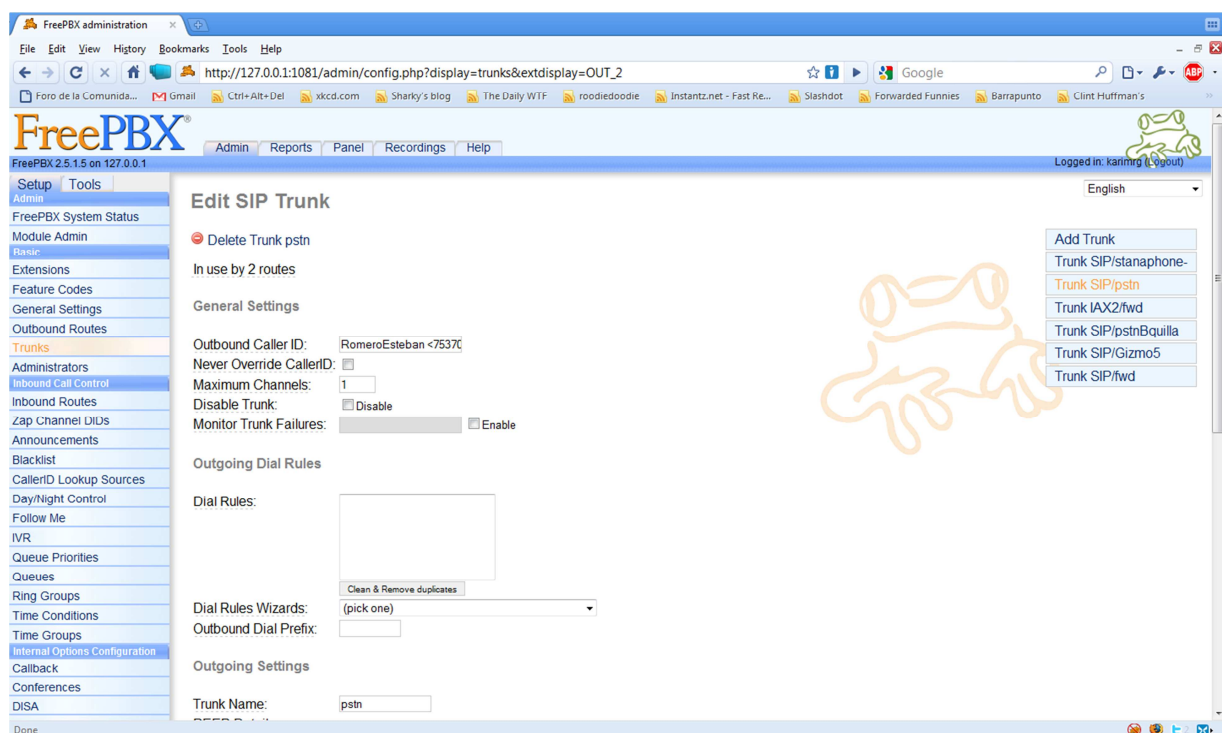 FreePBX administration
File Edit View History Bookmarks Tools Help
http://127.0.0.1:1081/admin/config.php?display=trunks&extdisplay=OUT_2
Google
ABP
Foro de la Comunida... Gmail Ctrl+Alt+Del xkcd.com Sharky's blog The Daily WTF roodiedoodie Instantz.net - Fast Re... Slashdot Forwarded Funnies Barrapunto Clint Huffman's
FreePBX®
Admin Reports Panel Recordings Help
FreePBX 2.5.1.5 on 127.0.0.1
Logged in: karimrg (Logout)
Setup Tools
English
Admin
FreePBX System Status
Module Admin
Basic
Extensions
Feature Codes
General Settings
Outbound Routes
Trunks
Administrators
Inbound Call Control
Inbound Routes
Zap Channel DIDs
Announcements
Blacklist
CallerID Lookup Sources
Day/Night Control
Follow Me
IVR
Queue Priorities
Queues
Ring Groups
Time Conditions
Time Groups
Internal Options Configuration
Callback
Conferences
DISA
Edit SIP Trunk
Delete Trunk pstn
In use by 2 routes
General Settings
Outbound Caller ID: RomeroEsteban <7537
Never Override CallerID:
Maximum Channels: 1
Disable Trunk: Disable
Monitor Trunk Failures: Enable
Outgoing Dial Rules
Dial Rules:
Clean & Remove duplicates
Dial Rules Wizards: (pick one)
Outbound Dial Prefix:
Outgoing Settings
Trunk Name: pstn
Add Trunk
Trunk SIP/stanaphone-
Trunk SIP/pstn
Trunk IAX2/fwd
Trunk SIP/pstnBquilla
Trunk SIP/Gizmo5
Trunk SIP/fwd
Done